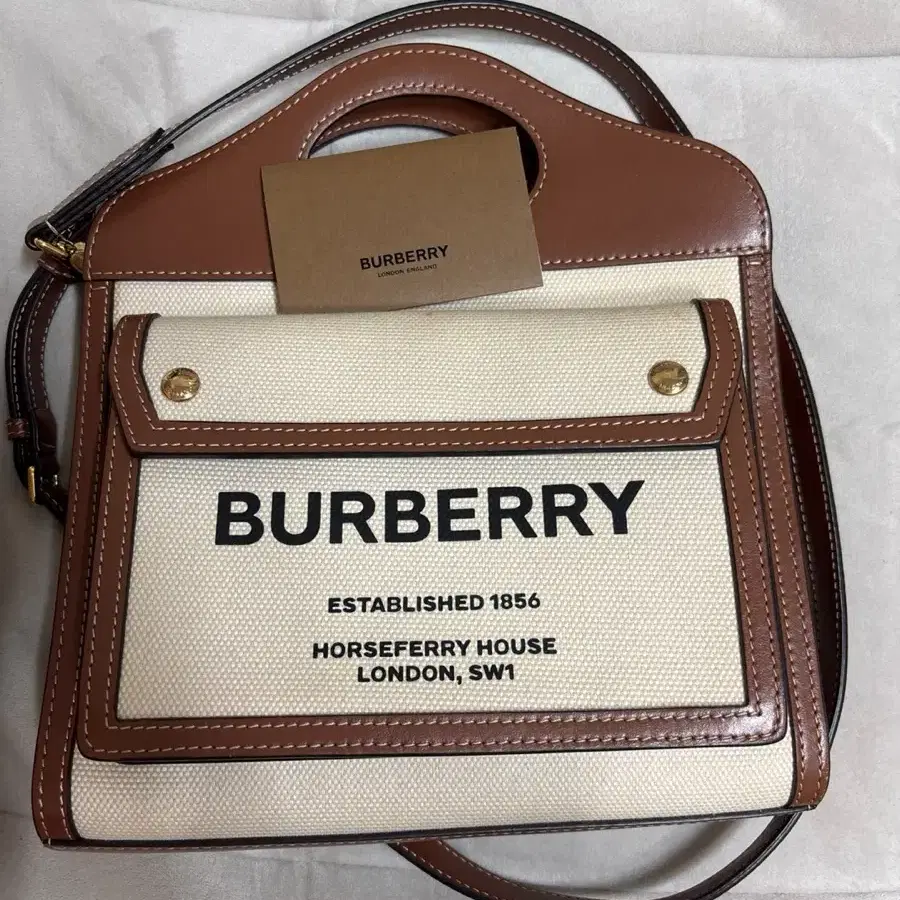 BURBERRY
LONDON ENGLAND
BURBERRY
ESTABLISHED 1856
HORSEFERRY HOUSE
LONDON, SW1